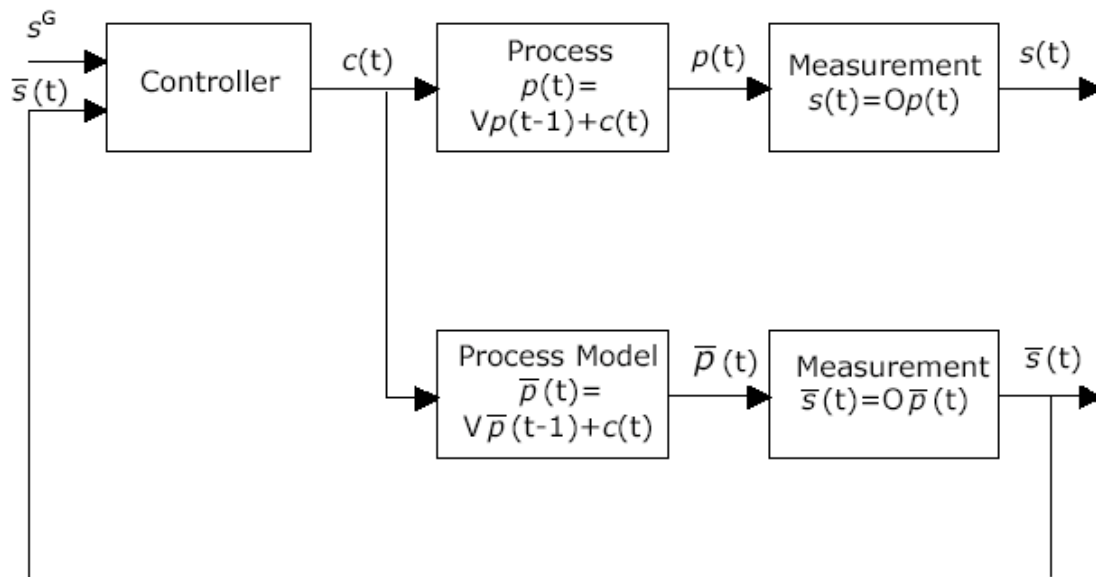 s^G
s̅(t)
Controller
c(t)
Process
p(t)=
Vp(t-1)+c(t)
p(t)
Measurement
s(t)=Op(t)
s(t)
Process Model
p̅(t)=
Vp̅(t-1)+c(t)
p̅(t)
Measurement
s̅(t)=Op̅(t)
s̅(t)